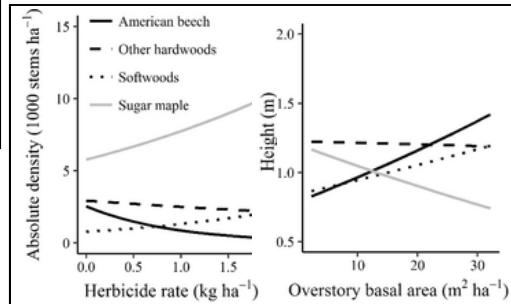 American beech
Other hardwoods
Softwoods
Sugar maple
Absolute density (1000 stems ha⁻¹)
15
10
5
0
0.0
0.5
1.0
1.5
Herbicide rate (kg ha⁻¹)
Height (m)
2.0
1.5
1.0
0.5
0
10
20
30
Overstory basal area (m² ha⁻¹)